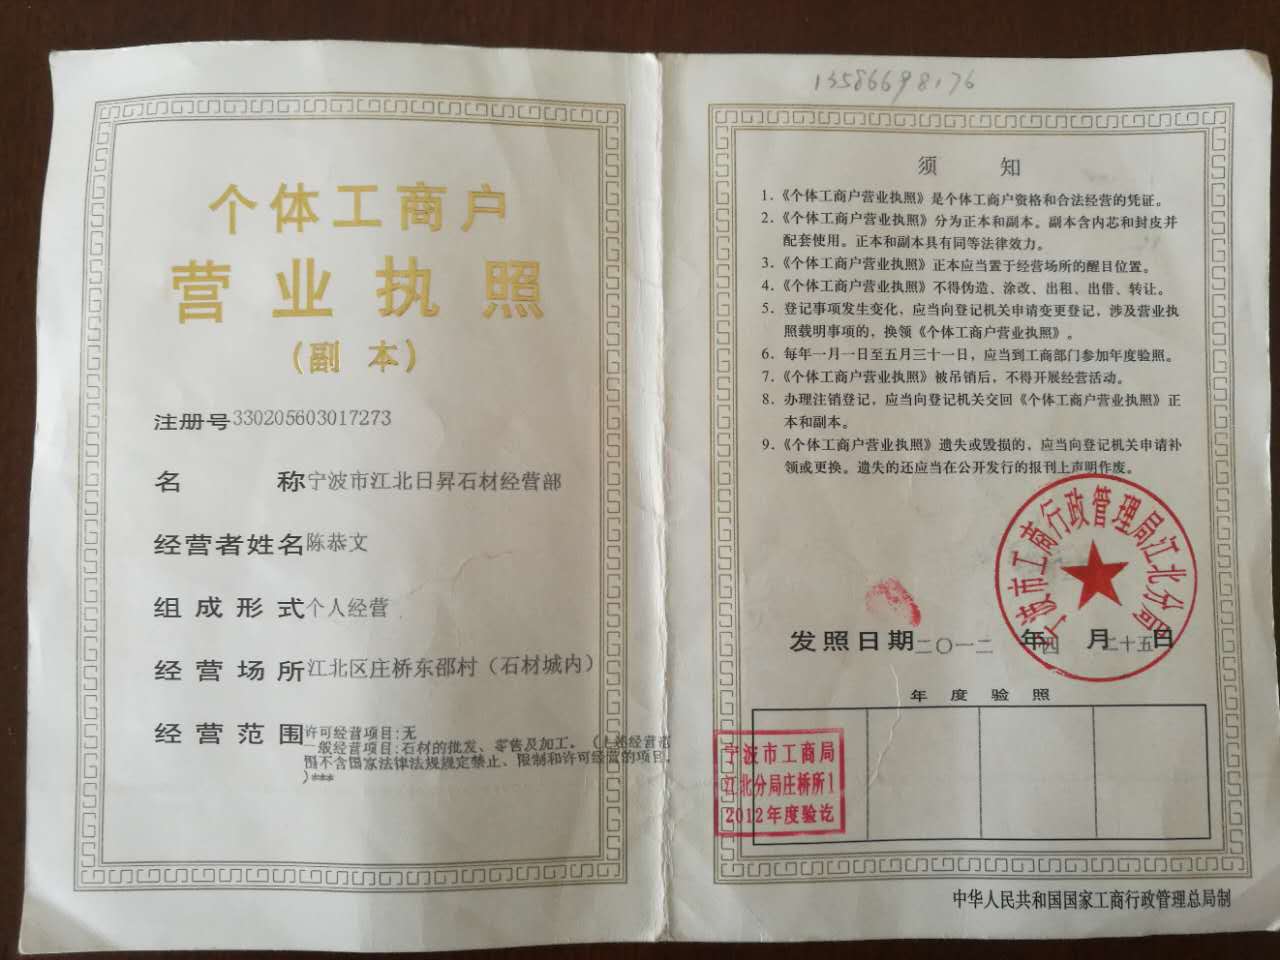 个体工商户
营业执照
（副 本）
注册号330205603017273
名 称宁波市江北日昇石材经营部
经营者姓名陈恭文
组成形式个人经营
经营场所江北区庄桥东邵村（石材城内）
经营范围许可经营项目:无
一般经营项目:石材的批发、零售及加工。（上述经营范
围不含国家法律法规规定禁止、限制和许可经营的项目.
)***
13586698176
须 知
1.《个体工商户营业执照》是个体工商户资格和合法经营的凭证。
2.《个体工商户营业执照》分为正本和副本。副本含内芯和封皮并
配套使用。正本和副本具有同等法律效力。
3.《个体工商户营业执照》正本应当置于经营场所的醒目位置。
4.《个体工商户营业执照》不得伪造、涂改、出租、出借、转让。
5. 登记事项发生变化，应当向登记机关申请变更登记，涉及营业执
照载明事项的，换领《个体工商户营业执照》。
6. 每年一月一日至五月三十一日，应当到工商部门参加年度验照。
7.《个体工商户营业执照》被吊销后，不得开展经营活动。
8. 办理注销登记，应当向登记机关交回《个体工商户营业执照》正
本和副本。
9.《个体工商户营业执照》遗失或毁损的，应当向登记机关申请补
领或更换。遗失的还应当在公开发行的报刊上声明作废。
宁波市工商行政管理局江北分局
发照日期二〇一二 年四 月二十五日
年 度 验 照
宁波市工商局
江北分局庄桥所1
2012年度验讫
中华人民共和国国家工商行政管理总局制